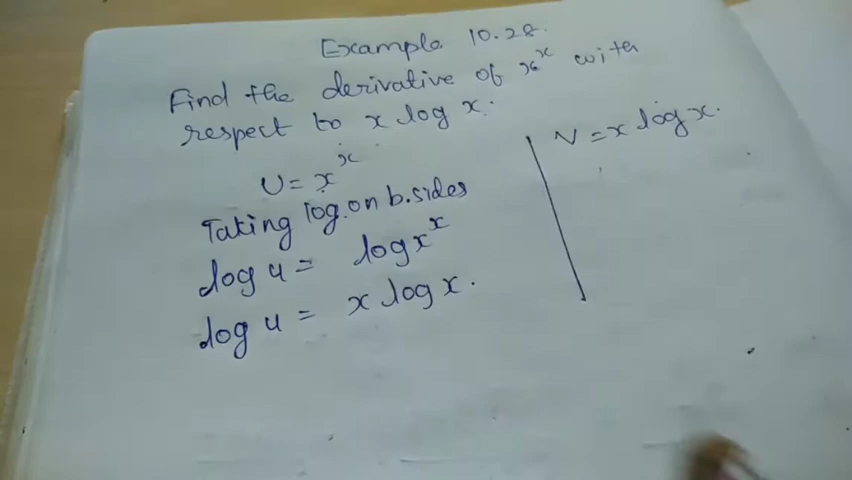 Example 10.28.
Find the derivative of x^x with
respect to x log x.
U = x^x
Taking log on b.sides
log u = log x^x
log u = x log x.
V = x log x.